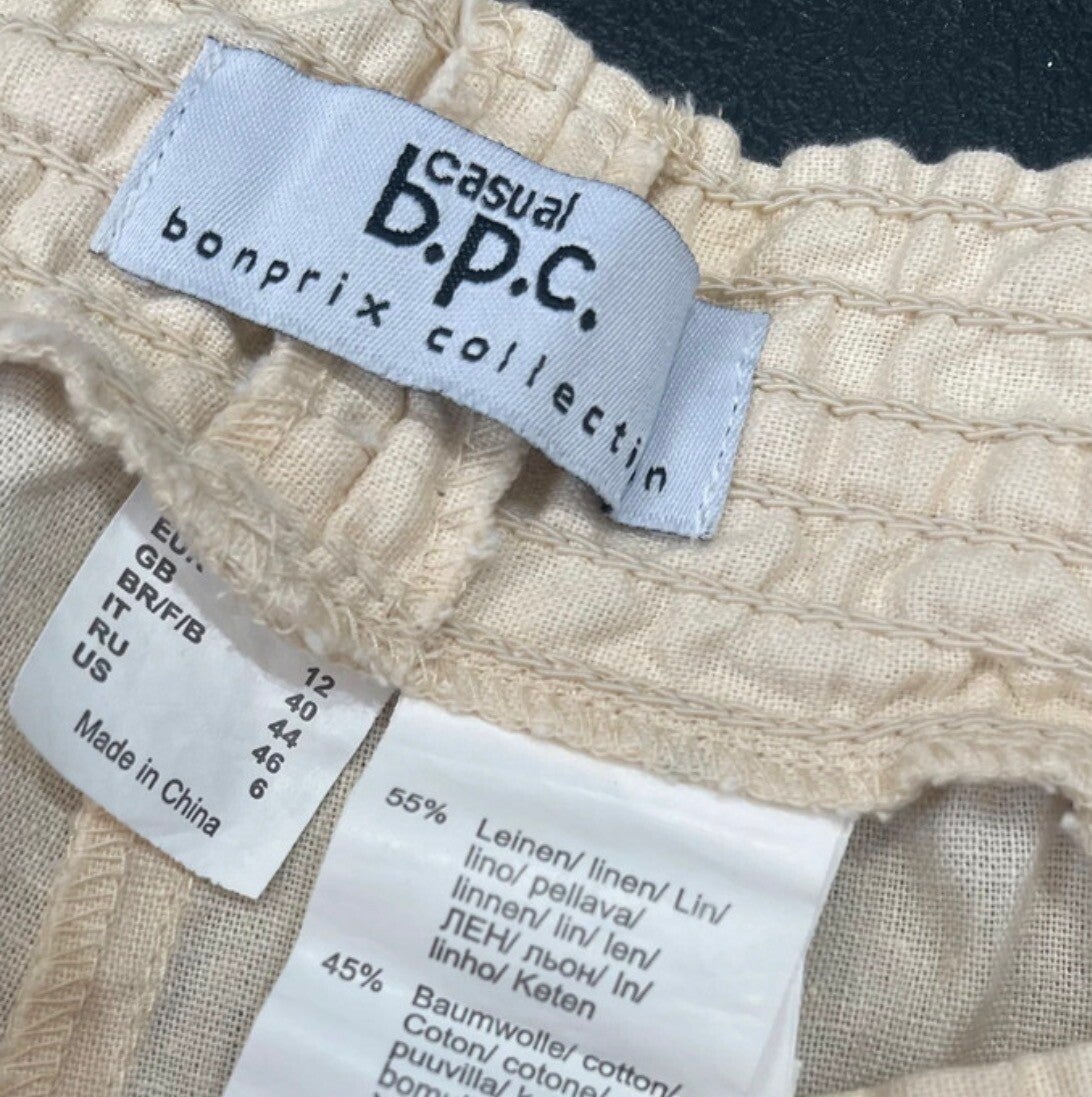 casual
b.p.c.
bonprix collectin
EUR
GB 12
BR/F/B 40
IT 44
RU 46
US 6
Made in China
55% Leinen/ linen/ Lin/
lino/ pellava/
linnen/ lin/ len/
ЛЕН/ льон/ In/
linho/ Keten
45% Baumwolle/ cotton/
Coton/ cotone/
puuvilla/